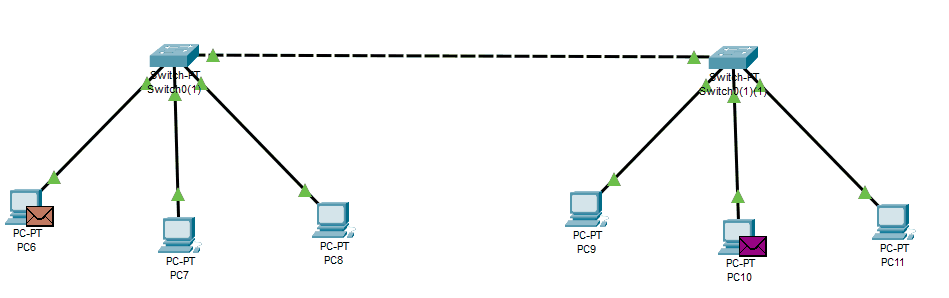 Switch-PT
Switch0(1)
Switch-PT
Switch0(1)(1)
PC-PT
PC6
PC-PT
PC7
PC-PT
PC8
PC-PT
PC9
PC-PT
PC10
PC-PT
PC11